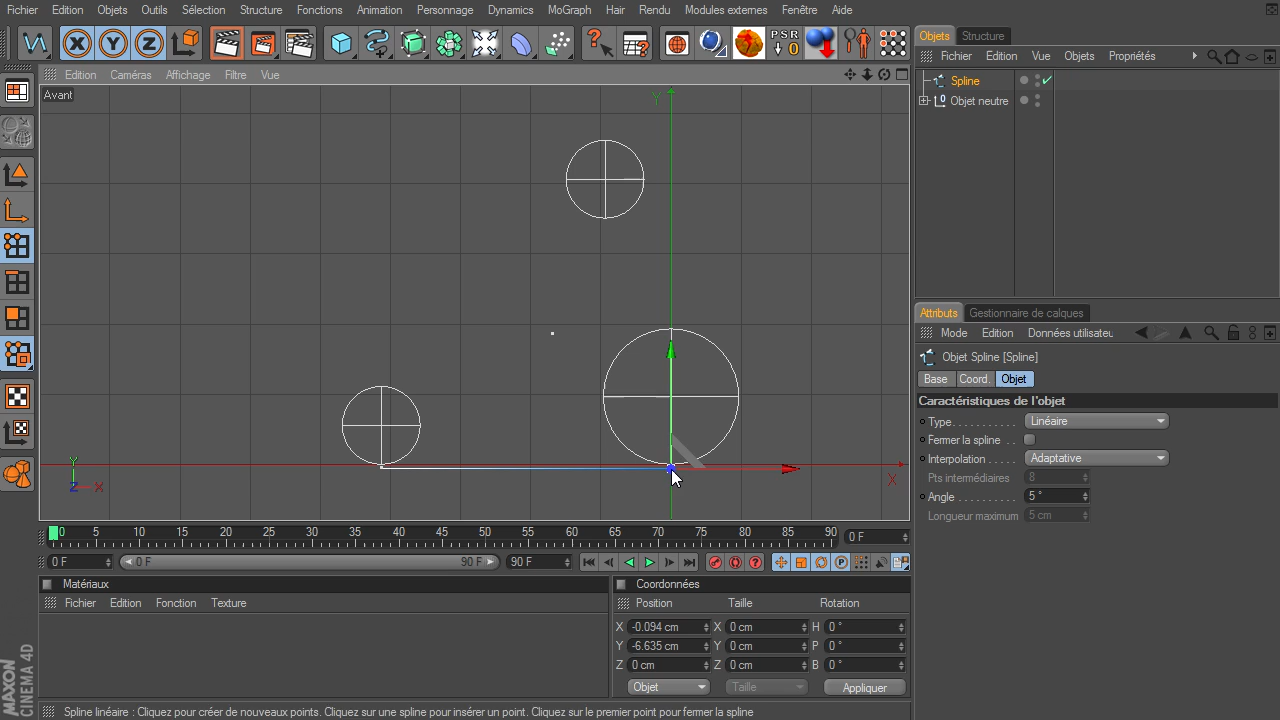 Fichier Edition Objets Outils Sélection Structure Fonctions Animation Personnage Dynamics MoGraph Hair Rendu Modules externes Fenêtre Aide
X Y Z PSR 0
Objets Structure
Fichier Edition Vue Objets Propriétés
Edition Caméras Affichage Filtre Vue
Avant
Y
Spline
Objet neutre
X
Y
Z X
Attributs Gestionnaire de calques
Mode Edition Données utilisateu
Objet Spline [Spline]
Base Coord. Objet
Caractéristiques de l'objet
Type . . . . . . . . . . . Linéaire
Fermer la spline . .
Interpolation . . . . . Adaptative
Pts intermédiaires 8
Angle . . . . . . . . . . 5 °
Longueur maximum 5 cm
0 5 10 15 20 25 30 35 40 45 50 55 60 65 70 75 80 85 90 0 F
0 F 0 F 90 F 90 F
Matériaux
Fichier Edition Fonction Texture
Coordonnées
Position Taille Rotation
X -0.094 cm X 0 cm H 0 °
Y -6.635 cm Y 0 cm P 0 °
Z 0 cm Z 0 cm B 0 °
Objet Taille Appliquer
MAXON
CINEMA 4D
Spline linéaire : Cliquez pour créer de nouveaux points. Cliquez sur une spline pour insérer un point. Cliquez sur le premier point pour fermer la spline